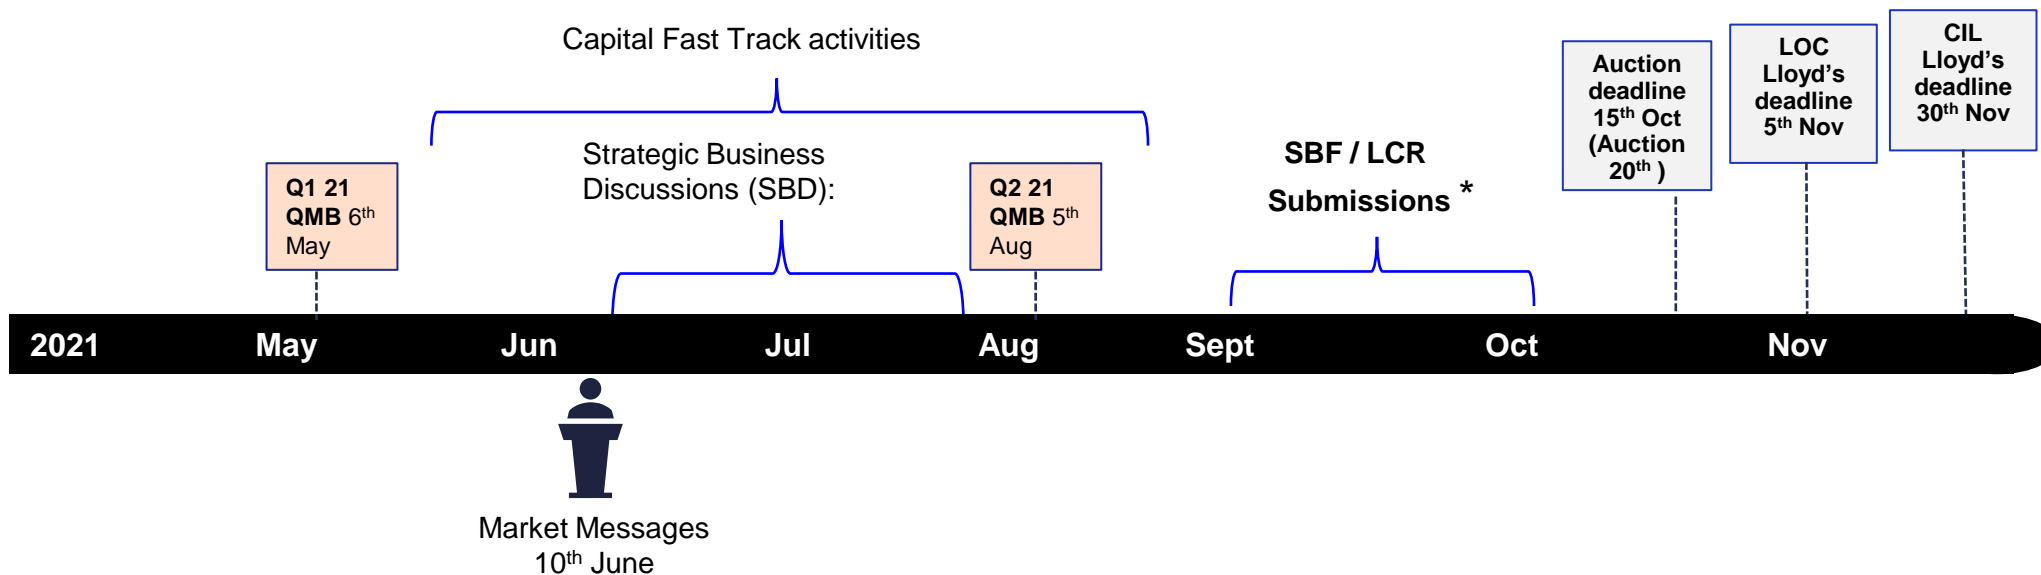 Capital Fast Track activities
Strategic Business
Discussions (SBD):
Q1 21
QMB 6th
May
Q2 21
QMB 5th
Aug
SBF / LCR
Submissions *
Auction
deadline
15th Oct
(Auction
20th )
LOC
Lloyd’s
deadline
5th Nov
CIL
Lloyd’s
deadline
30th Nov
2021 May Jun Jul Aug Sept Oct Nov
Market Messages
10th June